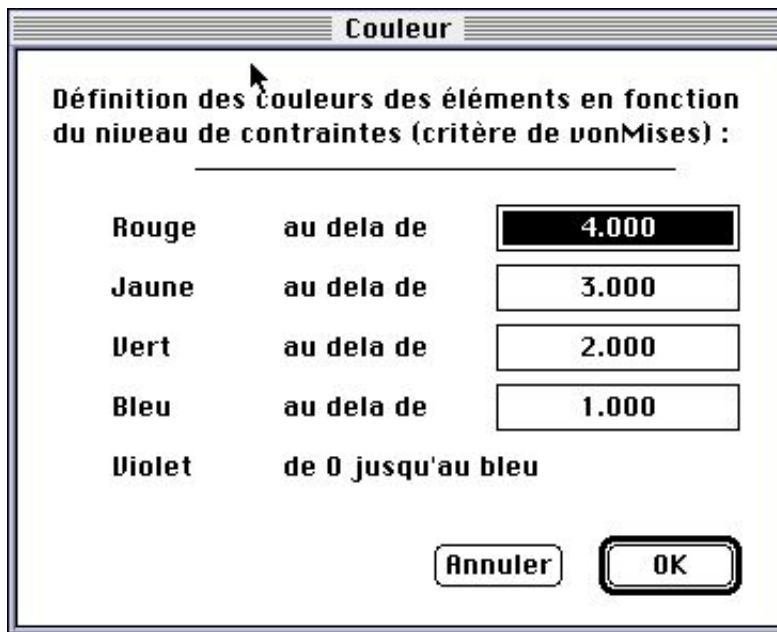 Couleur
Définition des couleurs des éléments en fonction
du niveau de contraintes (critère de vonMises) :
Rouge au dela de 4.000
Jaune au dela de 3.000
Vert au dela de 2.000
Bleu au dela de 1.000
Violet de 0 jusqu'au bleu
Annuler OK